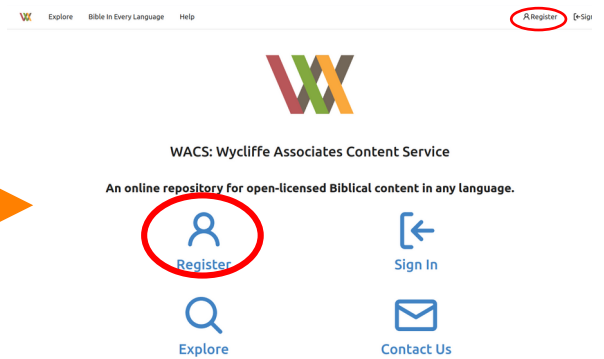 Explore Bible In Every Language Help Register
WACS: Wycliffe Associates Content Service
An online repository for open-licensed Biblical content in any language.
Register Sign In
Explore Contact Us